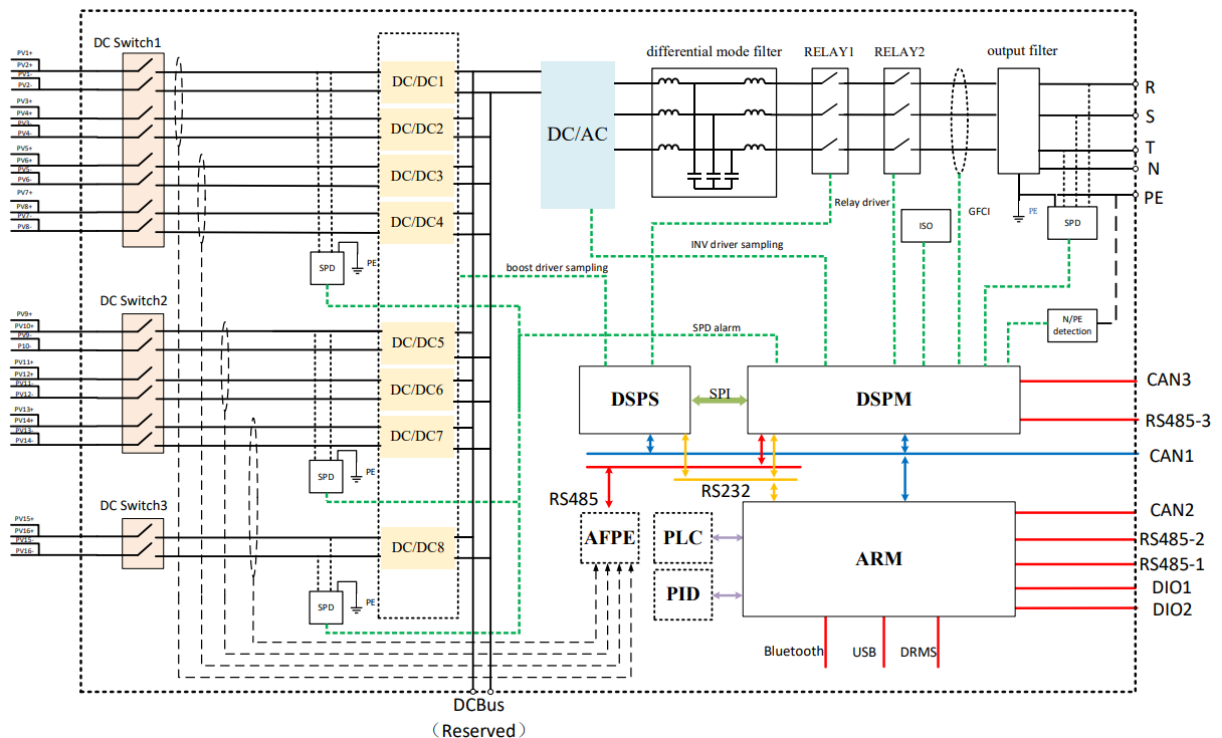 DC Switch1
PV1+
PV2+
PV1-
PV2-
PV3+
PV4+
PV3-
PV4-
PV5+
PV6+
PV5-
PV6-
PV7+
PV8+
PV7-
PV8-
DC/DC1
DC/DC2
DC/DC3
DC/DC4
SPD
PE
DC/AC
differential mode filter
RELAY1
RELAY2
output filter
R
S
T
N
PE
PE
SPD
Relay driver
ISO
GFCI
INV driver sampling
boost driver sampling
SPD alarm
N/PE
detection
DC Switch2
PV9+
PV10+
PV9-
P10-
PV11+
PV12+
PV11-
PV12-
PV13+
PV14+
PV13-
PV14-
DC/DC5
DC/DC6
DC/DC7
SPD
PE
DSPS
SPI
DSPM
CAN3
RS485-3
CAN1
RS485
RS232
DC Switch3
PV15+
PV16+
PV15-
PV16-
DC/DC8
SPD
PE
AFPE
PLC
PID
ARM
CAN2
RS485-2
RS485-1
DIO1
DIO2
Bluetooth
USB
DRMS
DCBus
（Reserved）